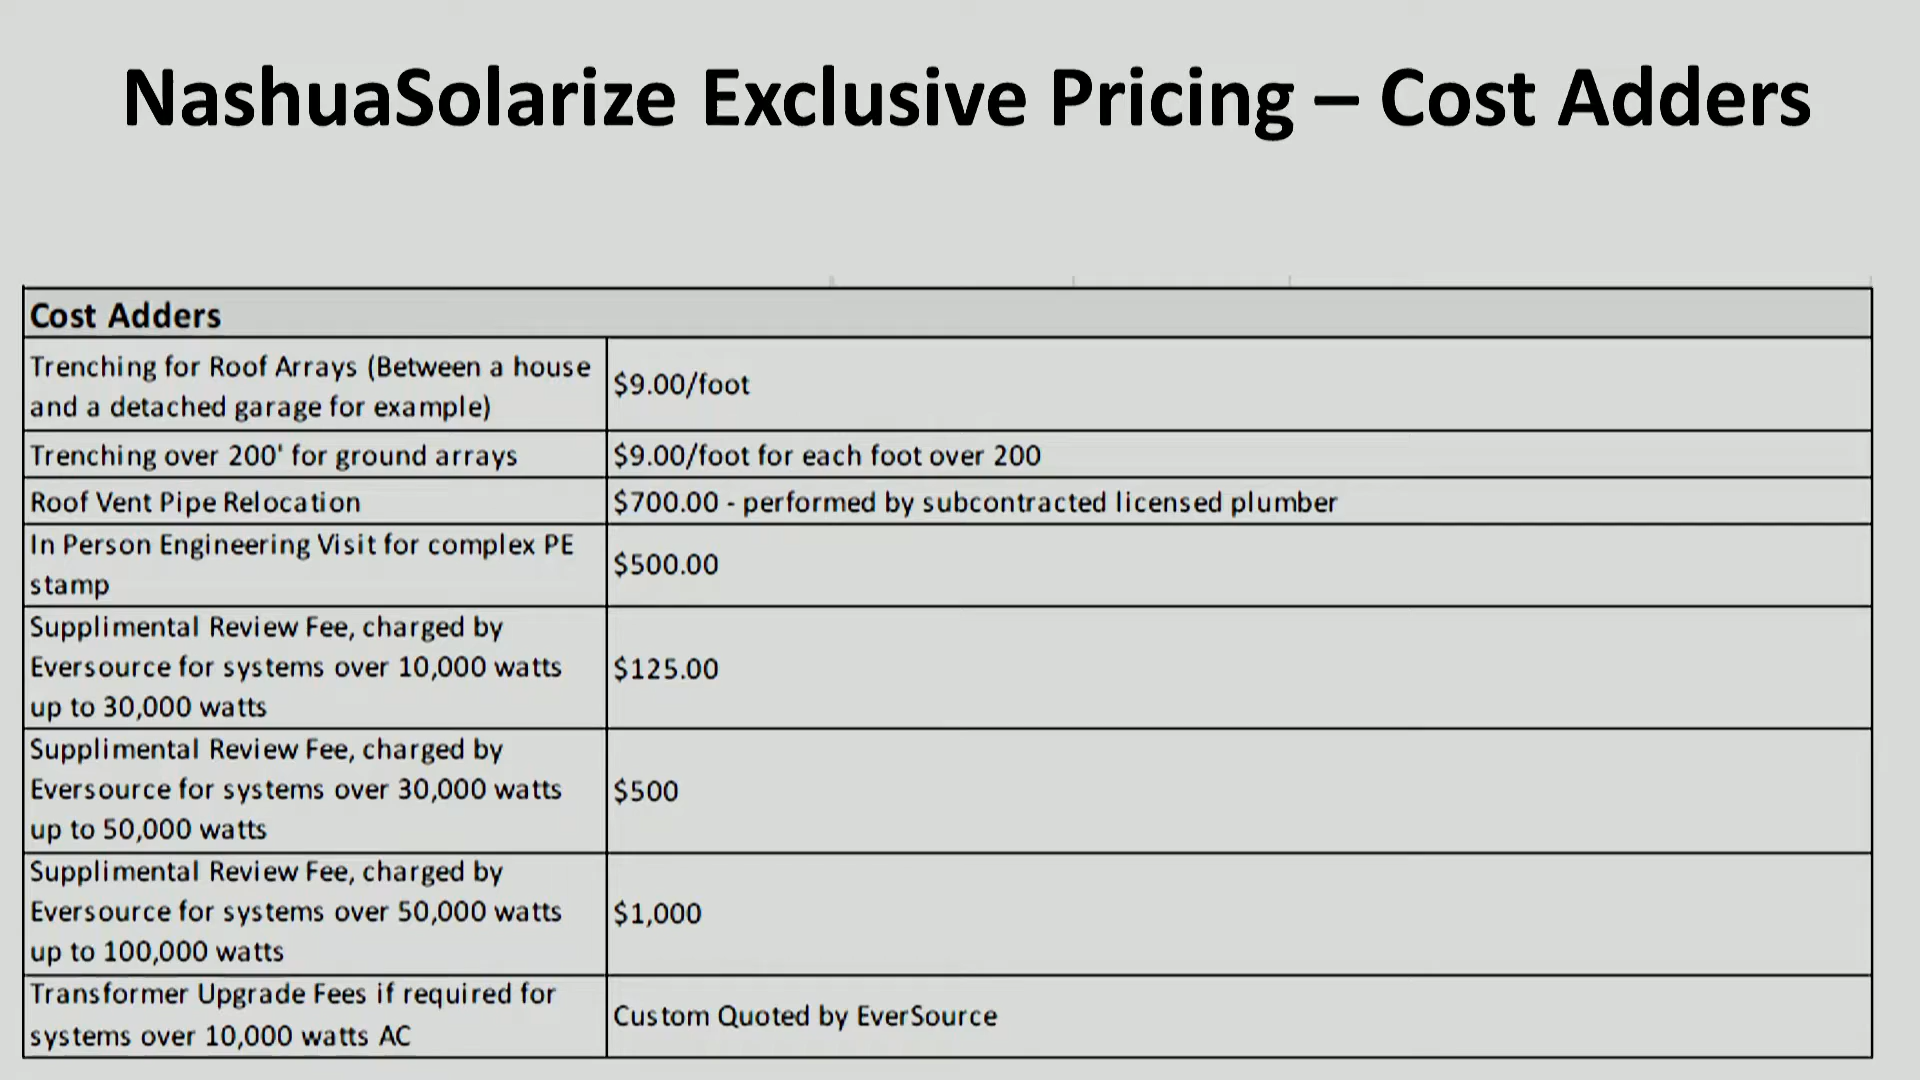 NashuaSolarize Exclusive Pricing – Cost Adders
Cost Adders
Trenching for Roof Arrays (Between a house
and a detached garage for example)
$9.00/foot
Trenching over 200' for ground arrays
$9.00/foot for each foot over 200
Roof Vent Pipe Relocation
$700.00 - performed by subcontracted licensed plumber
In Person Engineering Visit for complex PE
stamp
$500.00
Supplimental Review Fee, charged by
Eversource for systems over 10,000 watts
up to 30,000 watts
$125.00
Supplimental Review Fee, charged by
Eversource for systems over 30,000 watts
up to 50,000 watts
$500
Supplimental Review Fee, charged by
Eversource for systems over 50,000 watts
up to 100,000 watts
$1,000
Transformer Upgrade Fees if required for
systems over 10,000 watts AC
Custom Quoted by EverSource